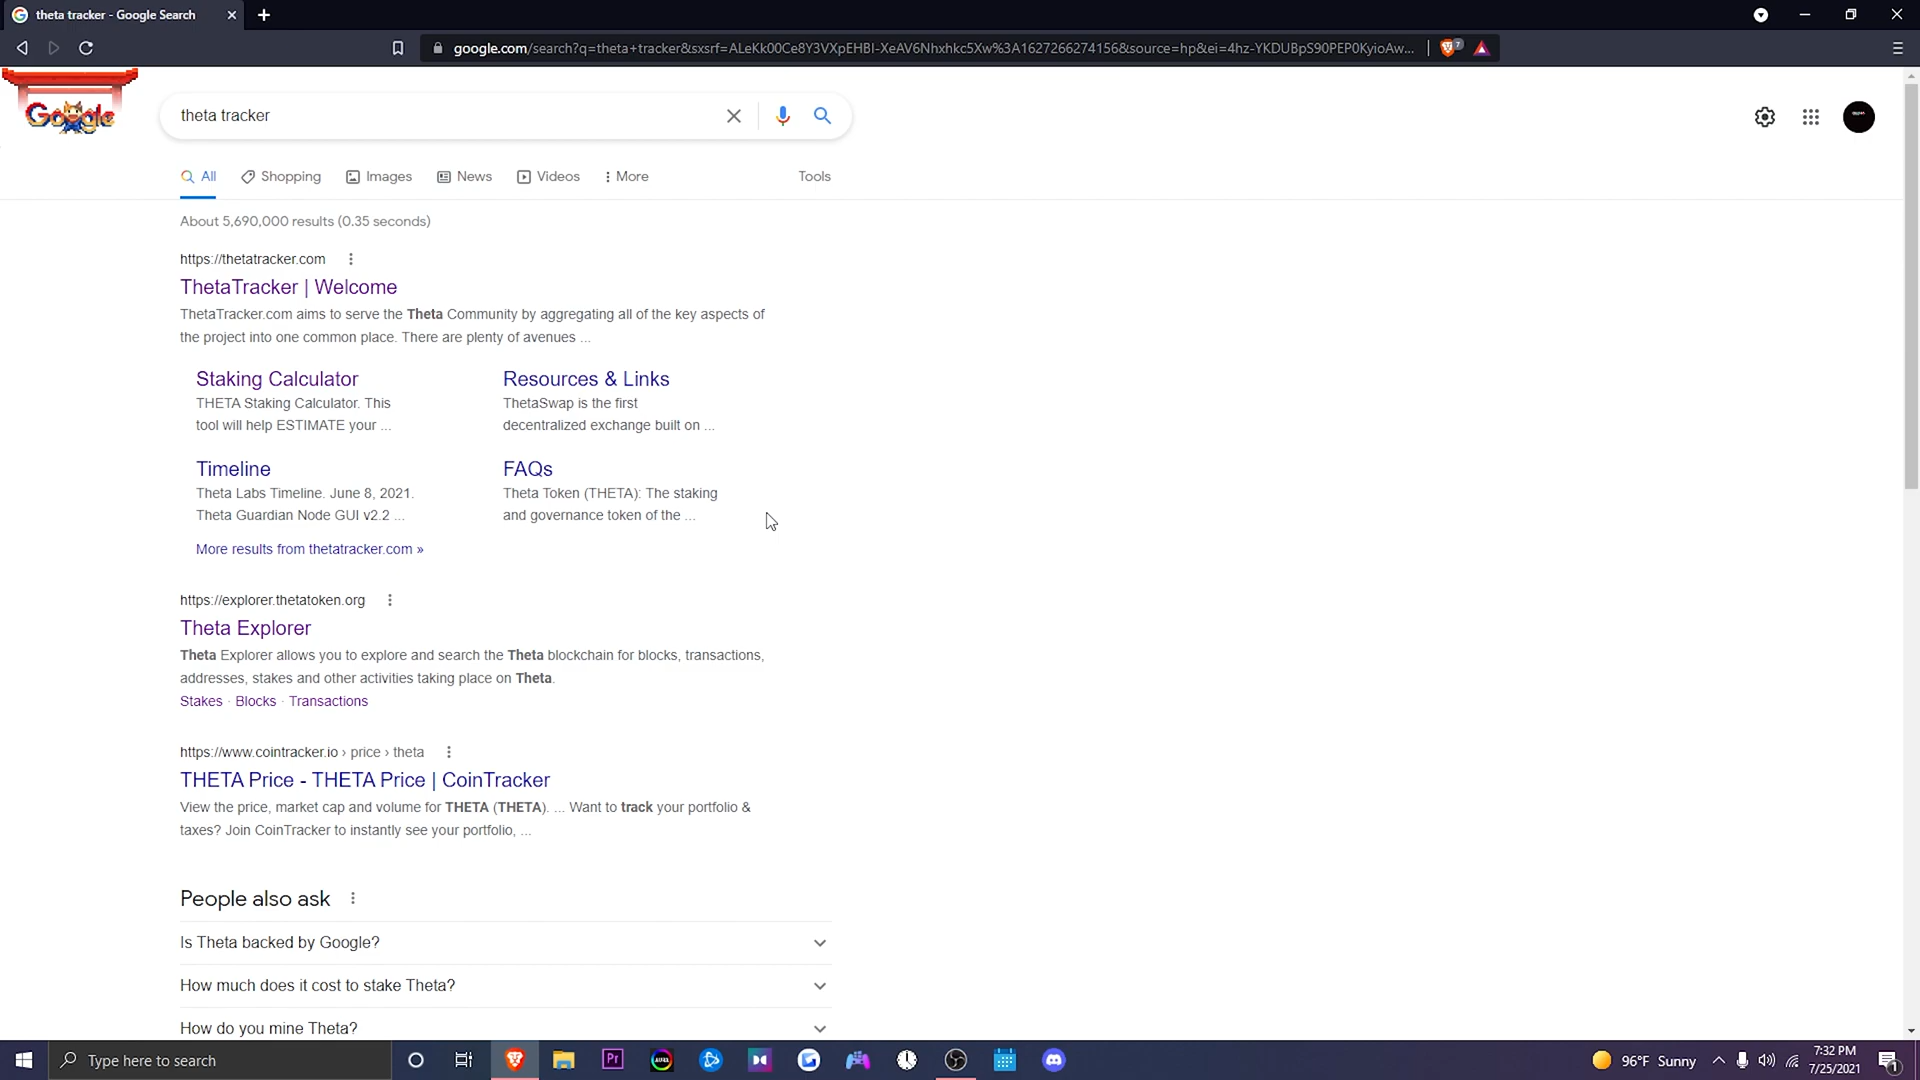 theta tracker - Google Search
google.com/search?q=theta+tracker&sxsrf=ALeKk00Ce8Y3VXpEHBI-XeAV6Nhxhkc5Xw%3A1627266274156&source=hp&ei=4hz-YKDUBpS90PEP0KyioAw...
7
Google
theta tracker
All
Shopping
Images
News
Videos
More
Tools
About 5,690,000 results (0.35 seconds)
https://thetatracker.com
ThetaTracker | Welcome
ThetaTracker.com aims to serve the Theta Community by aggregating all of the key aspects of
the project into one common place. There are plenty of avenues ...
Staking Calculator
THETA Staking Calculator. This
tool will help ESTIMATE your ...
Resources & Links
ThetaSwap is the first
decentralized exchange built on ...
Timeline
Theta Labs Timeline. June 8, 2021.
Theta Guardian Node GUI v2.2 ...
FAQs
Theta Token (THETA): The staking
and governance token of the ...
More results from thetatracker.com »
https://explorer.thetatoken.org
Theta Explorer
Theta Explorer allows you to explore and search the Theta blockchain for blocks, transactions,
addresses, stakes and other activities taking place on Theta.
Stakes · Blocks · Transactions
https://www.cointracker.io › price › theta
THETA Price - THETA Price | CoinTracker
View the price, market cap and volume for THETA (THETA). ... Want to track your portfolio &
taxes? Join CoinTracker to instantly see your portfolio, ...
People also ask
Is Theta backed by Google?
How much does it cost to stake Theta?
How do you mine Theta?
Type here to search
Pr
AURA
96°F Sunny
7:32 PM
7/25/2021
1